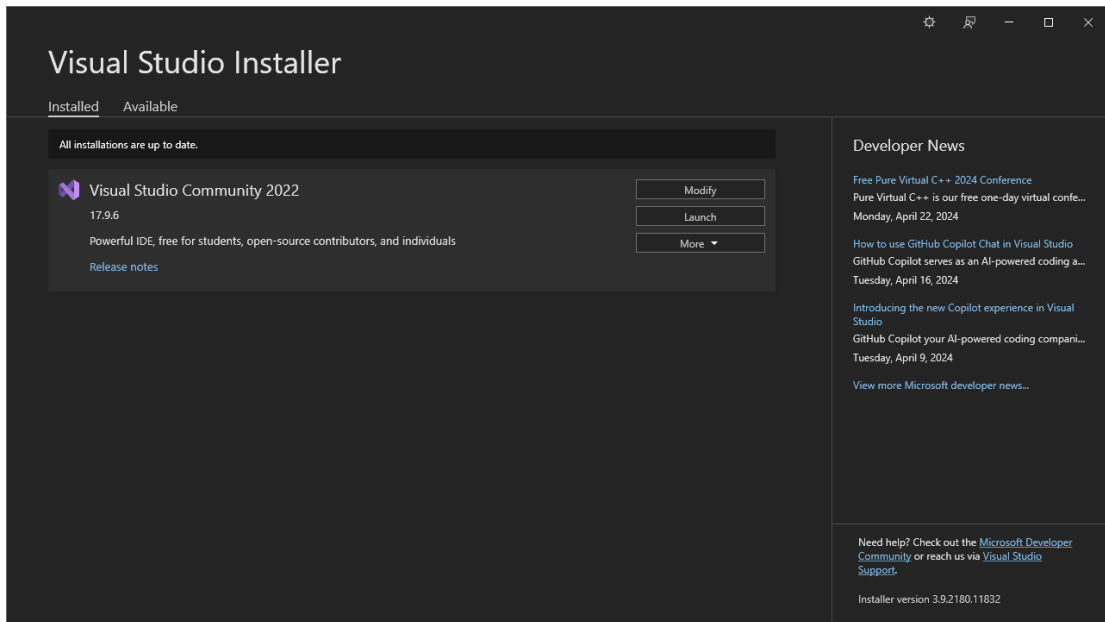 Visual Studio Installer
Installed
Available
All installations are up to date.
Visual Studio Community 2022
17.9.6
Powerful IDE, free for students, open-source contributors, and individuals
Release notes
Modify
Launch
More
Developer News
Free Pure Virtual C++ 2024 Conference
Pure Virtual C++ is our free one-day virtual confe...
Monday, April 22, 2024
How to use GitHub Copilot Chat in Visual Studio
GitHub Copilot serves as an AI-powered coding a...
Tuesday, April 16, 2024
Introducing the new Copilot experience in Visual
Studio
GitHub Copilot your AI-powered coding compani...
Tuesday, April 9, 2024
View more Microsoft developer news...
Need help? Check out the Microsoft Developer
Community or reach us via Visual Studio
Support.
Installer version 3.9.2180.11832